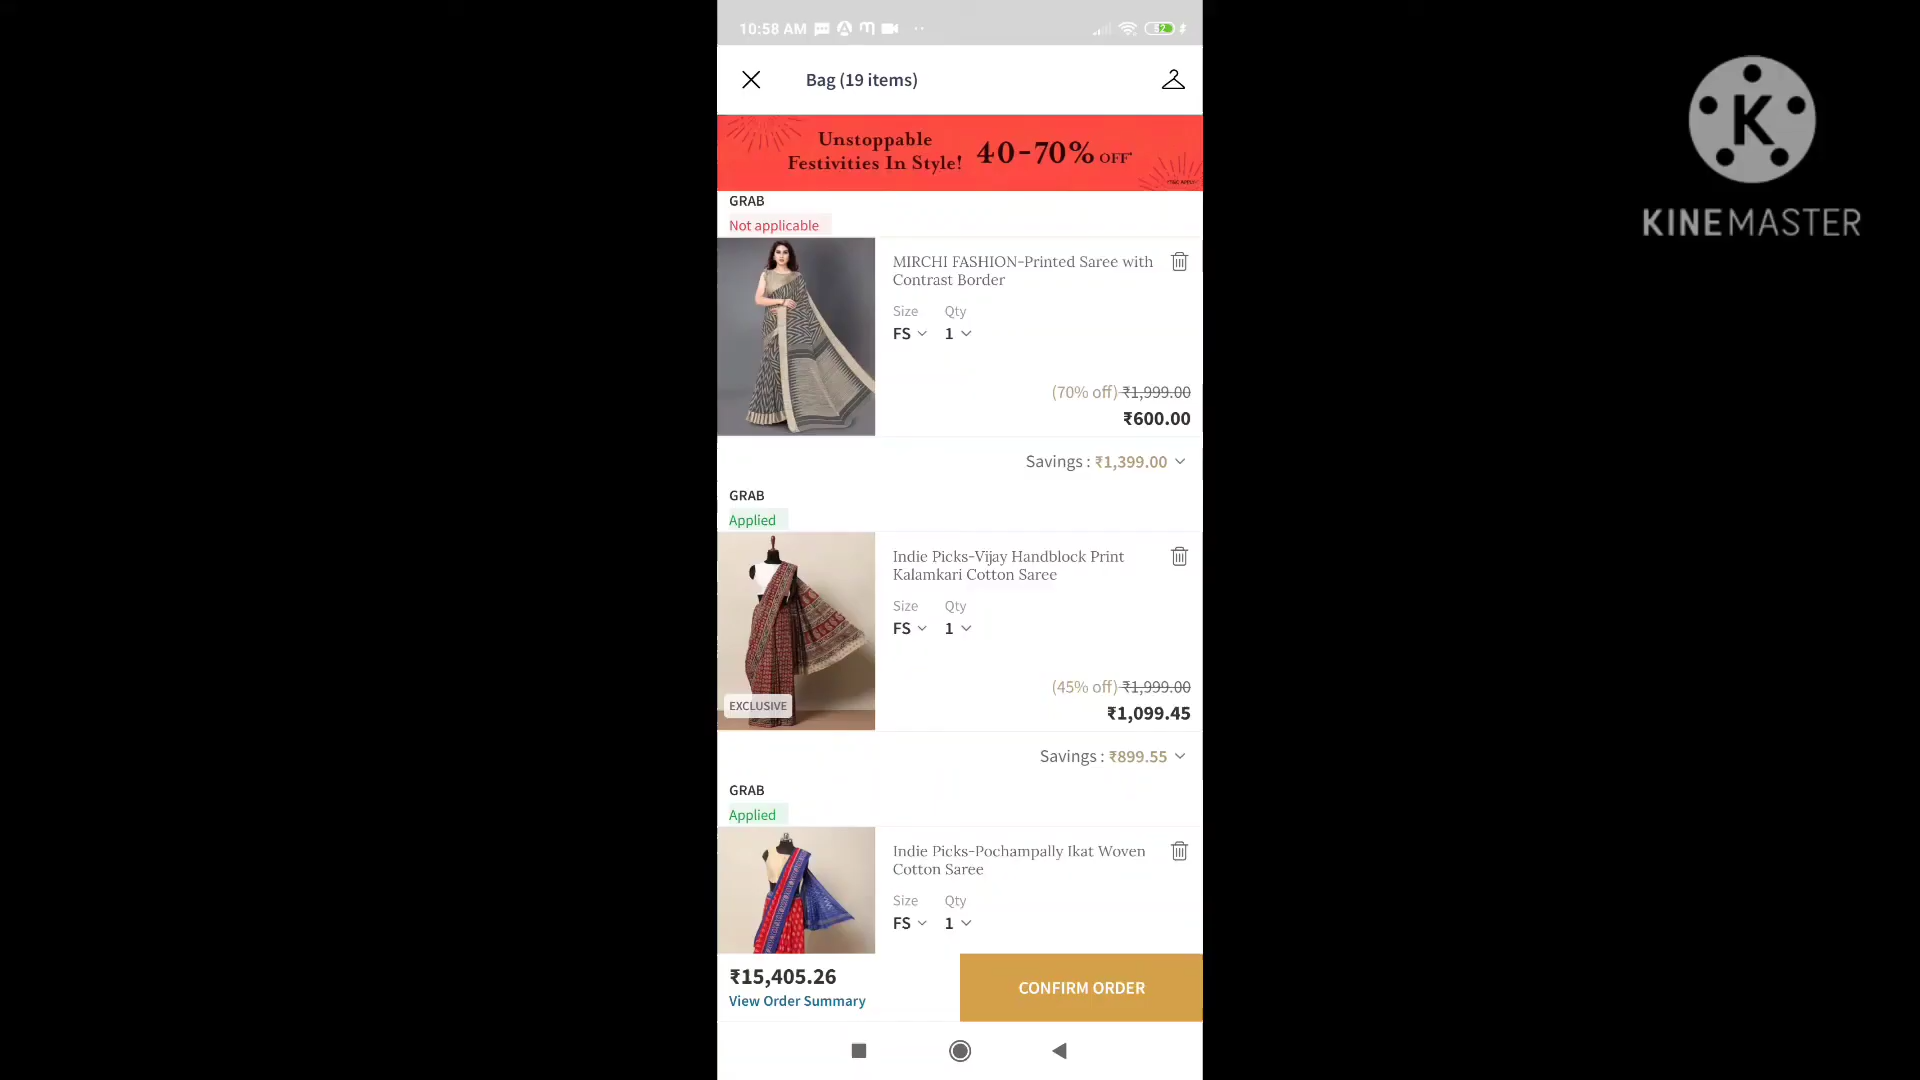 10:58 AM
2
Bag (19 items)
Unstoppable
Festivities In Style!
40-70% OFF*
*T&C APPLY
GRAB
Not applicable
MIRCHI FASHION-Printed Saree with
Contrast Border
Size Qty
FS 1
(70% off) ₹1,999.00
₹600.00
Savings : ₹1,399.00
GRAB
Applied
Indie Picks-Vijay Handblock Print
Kalamkari Cotton Saree
Size Qty
FS 1
EXCLUSIVE
(45% off) ₹1,999.00
₹1,099.45
Savings : ₹899.55
GRAB
Applied
Indie Picks-Pochampally Ikat Woven
Cotton Saree
Size Qty
FS 1
₹15,405.26
View Order Summary
CONFIRM ORDER
K
KINEMASTER